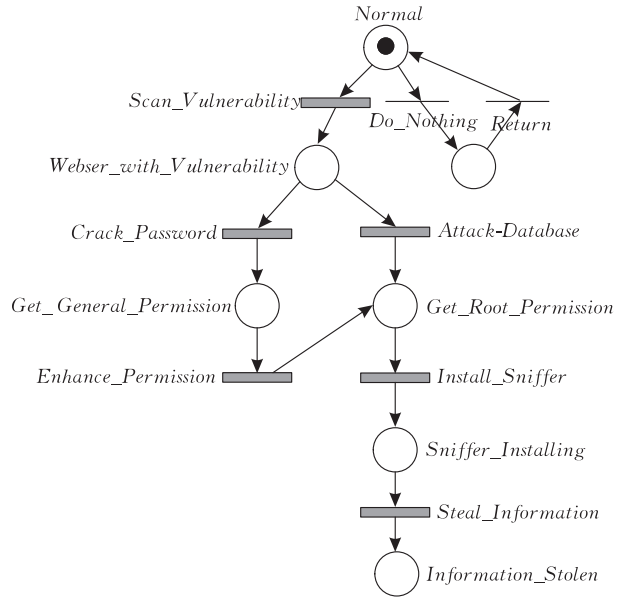 Normal
Scan_Vulnerability
Do_Nothing
Return
Webser_with_Vulnerability
Crack_Password
Attack-Database
Get_General_Permission
Get_Root_Permission
Enhance_Permission
Install_Sniffer
Sniffer_Installing
Steal_Information
Information_Stolen